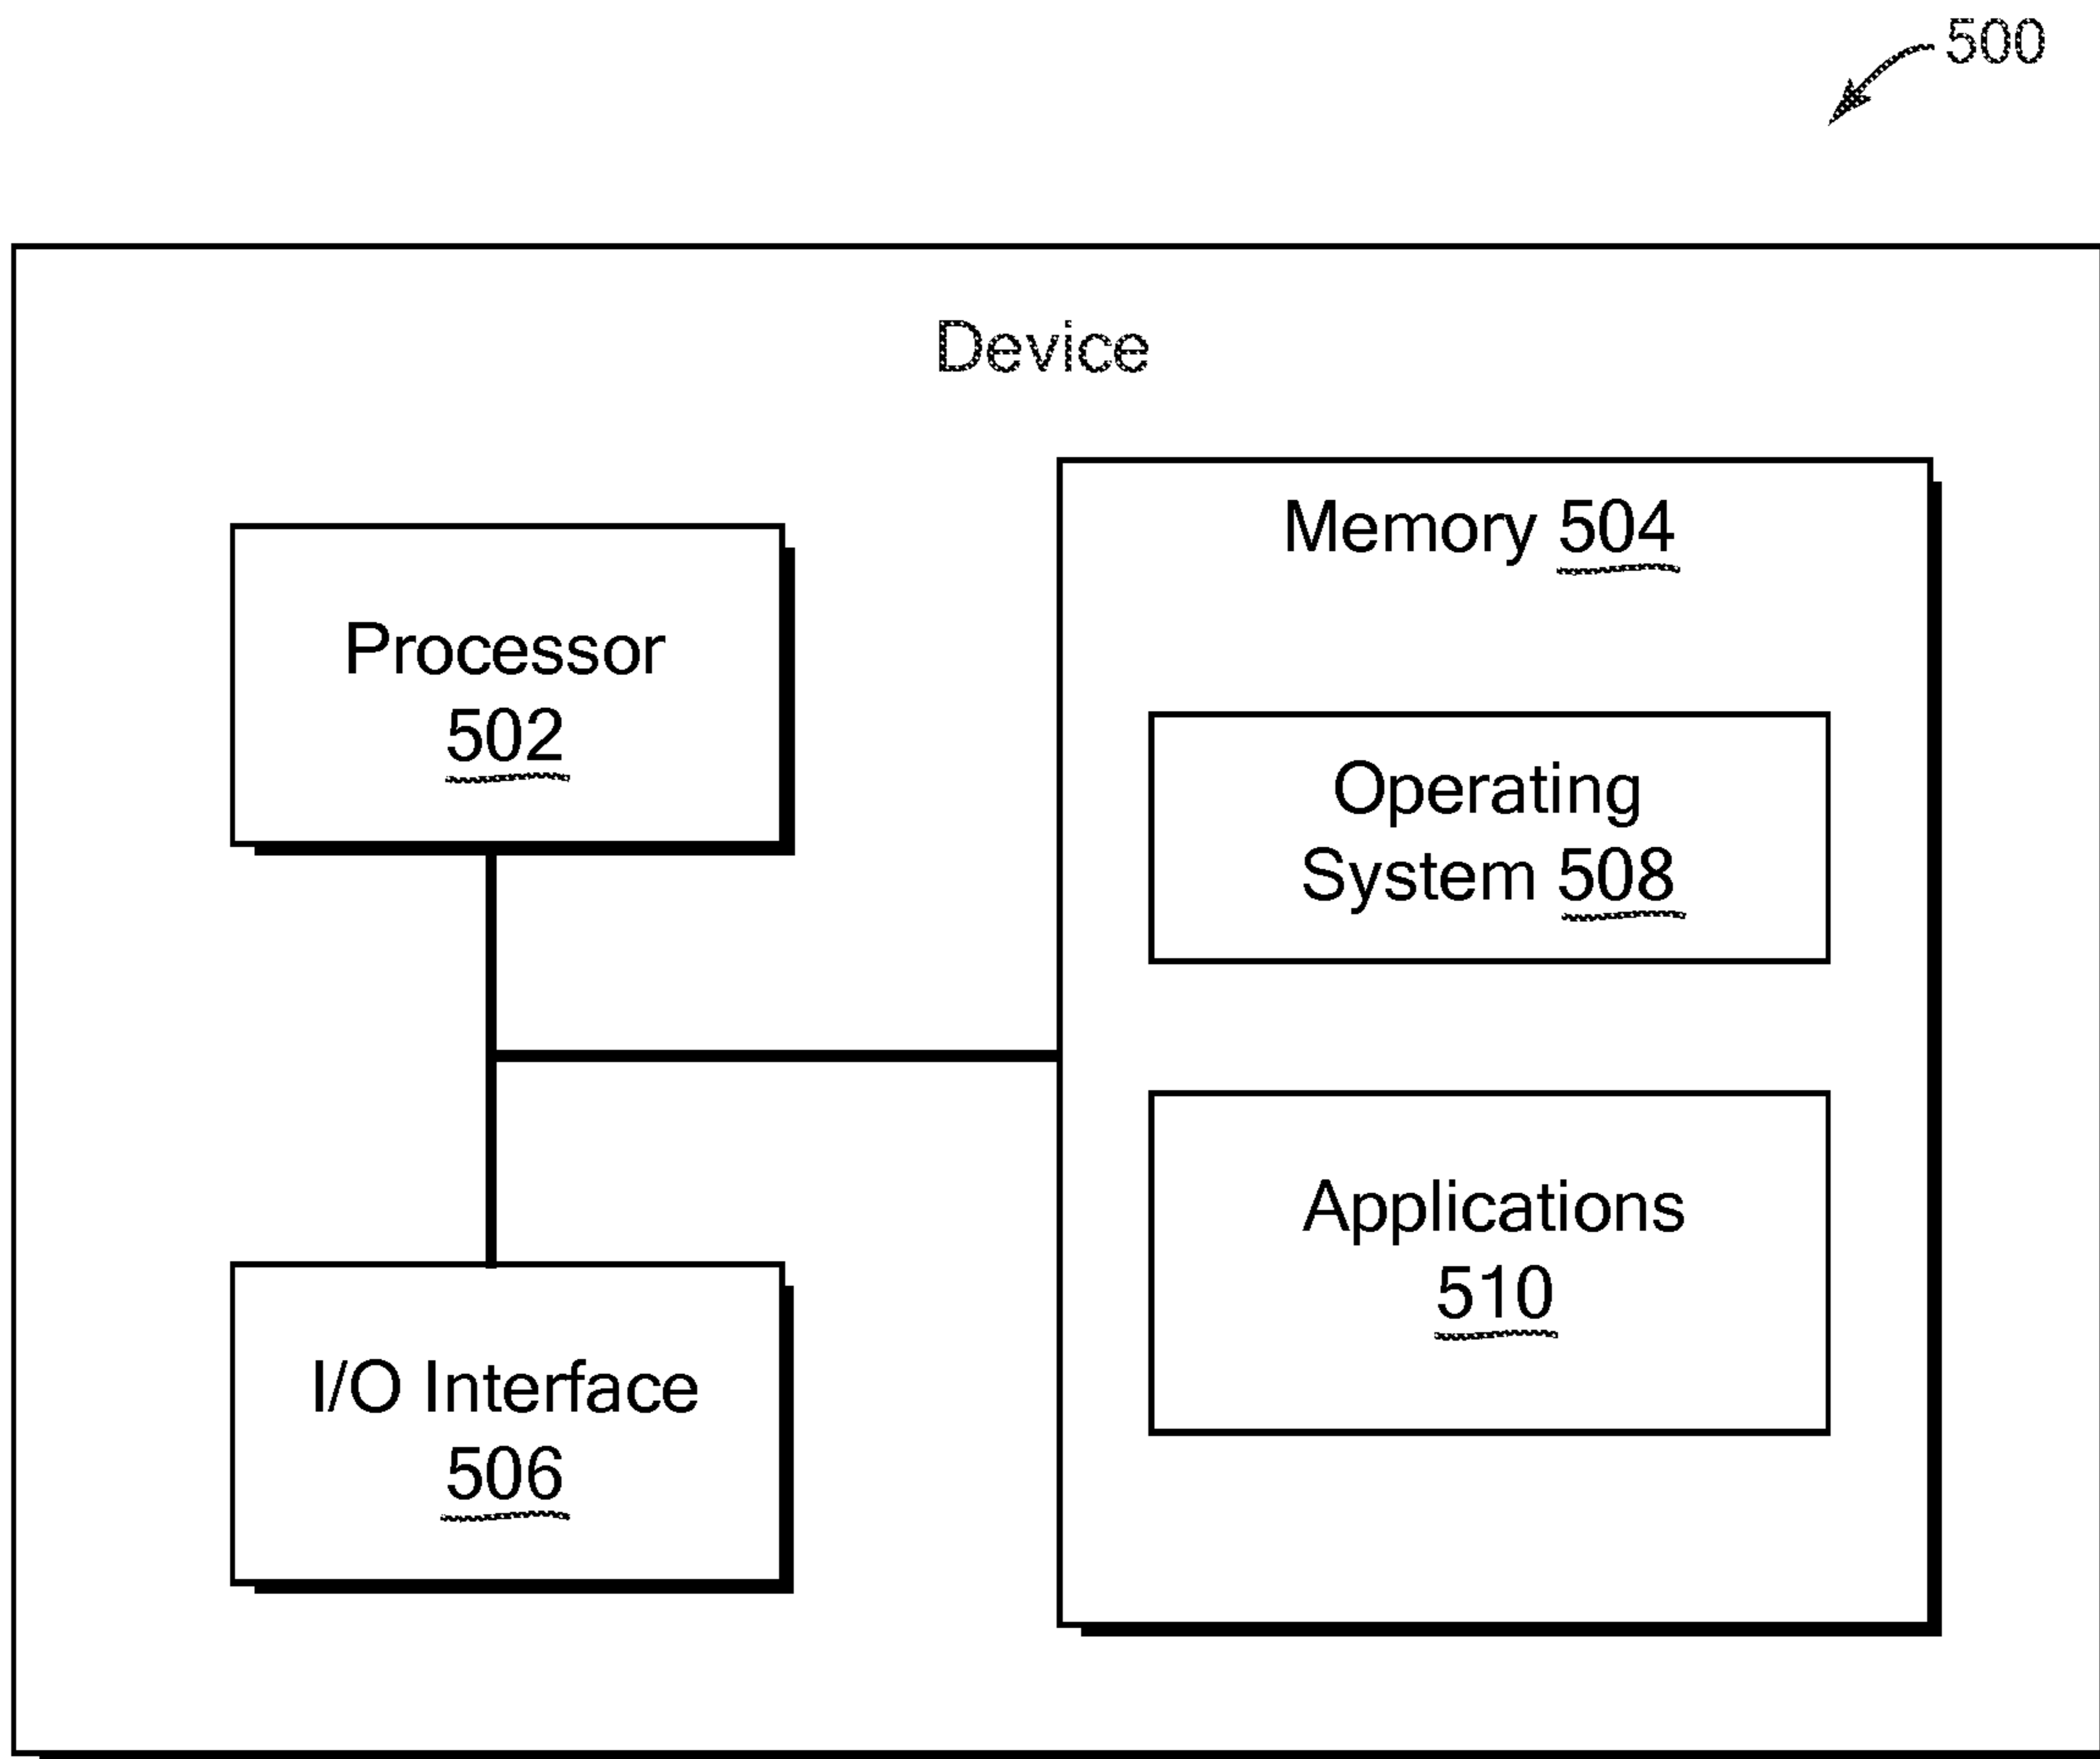 500
Device
Processor
502
Memory 504
Operating
System 508
Applications
510
I/O Interface
506